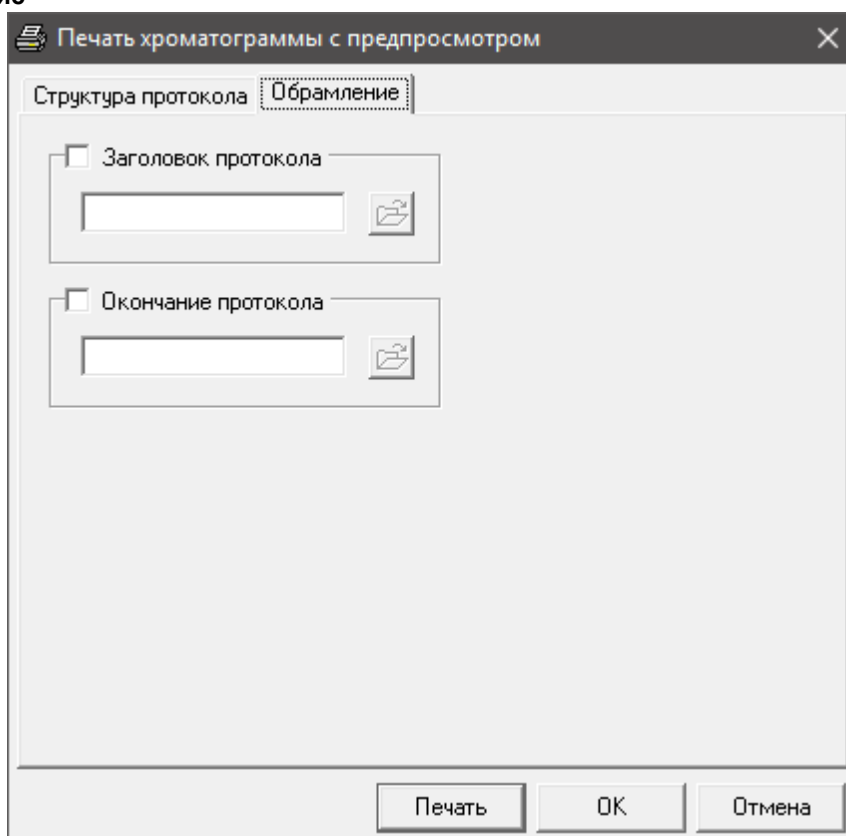 Печать хроматограммы с предпросмотром
Структура протокола Обрамление
Заголовок протокола
Окончание протокола
Печать OK Отмена